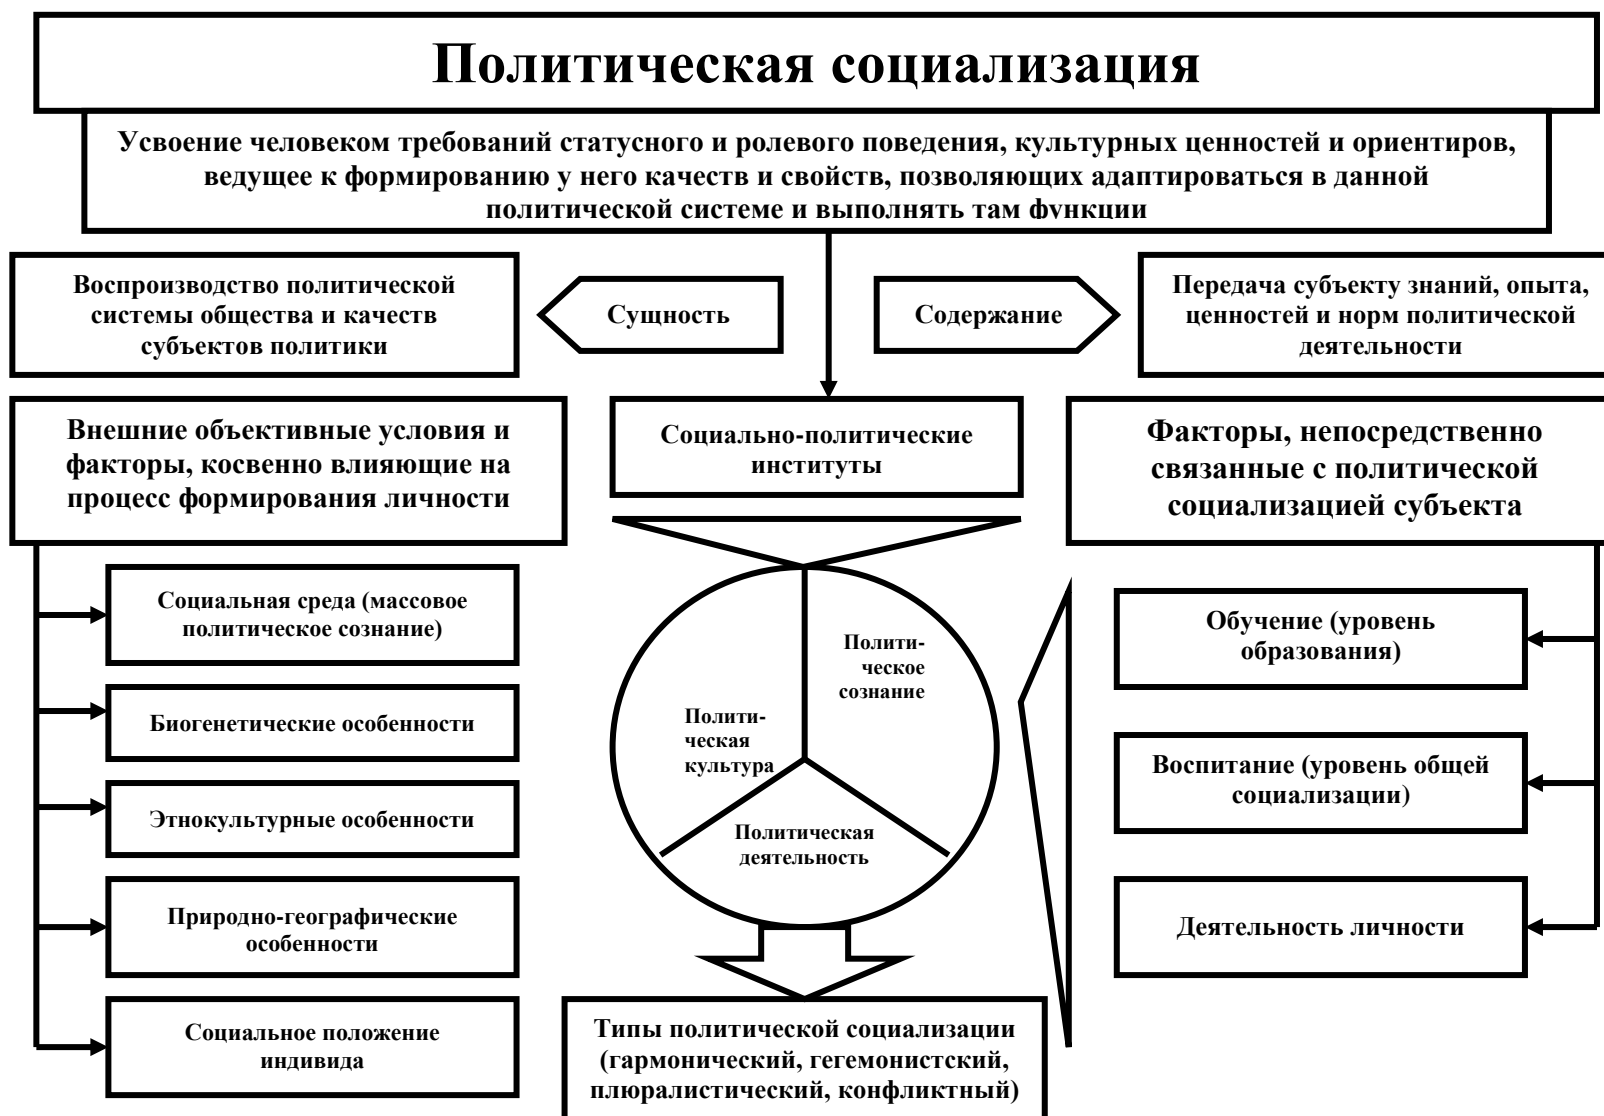 Политическая социализация
Усвоение человеком требований статусного и ролевого поведения, культурных ценностей и ориентиров,
ведущее к формированию у него качеств и свойств, позволяющих адаптироваться в данной
политической системе и выполнять там функции
Воспроизводство политической
системы общества и качеств
субъектов политики
Сущность
Содержание
Передача субъекту знаний, опыта,
ценностей и норм политической
деятельности
Внешние объективные условия и
факторы, косвенно влияющие на
процесс формирования личности
Социально-политические
институты
Факторы, непосредственно
связанные с политической
социализацией субъекта
Социальная среда (массовое
политическое сознание)
Биогенетические особенности
Этнокультурные особенности
Природно-географические
особенности
Социальное положение
индивида
Полити-
ческое
сознание
Полити-
ческая
культура
Политическая
деятельность
Обучение (уровень
образования)
Воспитание (уровень общей
социализации)
Деятельность личности
Типы политической социализации
(гармонический, гегемонистский,
плюралистический, конфликтный)